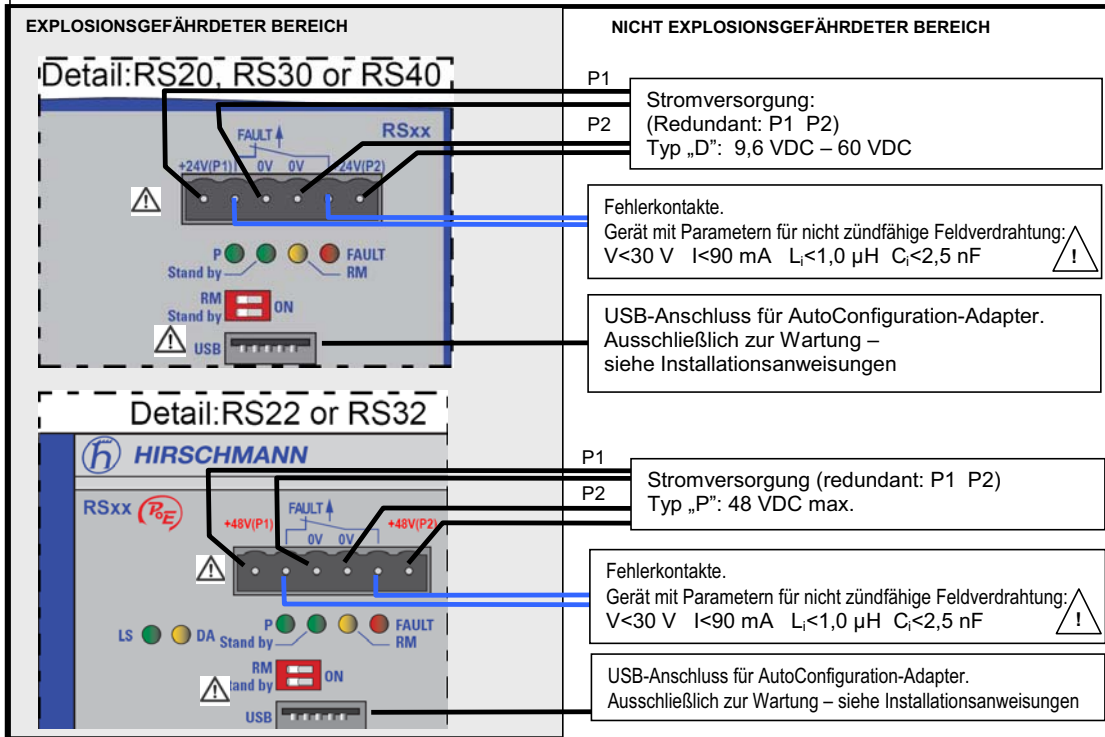 EXPLOSIONSGEFÄHRDETER BEREICH
NICHT EXPLOSIONSGEFÄHRDETER BEREICH
Detail:RS20, RS30 or RS40
RSxx
FAULT
+24V(P1) 0V 0V +24V(P2)
P
FAULT
Stand by
RM
RM
ON
Stand by
USB
P1
P2
Stromversorgung:
(Redundant: P1 P2)
Typ „D“: 9,6 VDC – 60 VDC
Fehlerkontakte.
Gerät mit Parametern für nicht zündfähige Feldverdrahtung:
V<30 V I<90 mA Li<1,0 µH Ci<2,5 nF
!
USB-Anschluss für AutoConfiguration-Adapter.
Ausschließlich zur Wartung –
siehe Installationsanweisungen
Detail:RS22 or RS32
HIRSCHMANN
RSxx PoE
FAULT
+48V(P1) +48V(P2)
0V 0V
LS DA
P
FAULT
Stand by
RM
RM
ON
tand by
USB
P1
P2
Stromversorgung (redundant: P1 P2)
Typ „P“: 48 VDC max.
Fehlerkontakte.
Gerät mit Parametern für nicht zündfähige Feldverdrahtung:
V<30 V I<90 mA Li<1,0 µH Ci<2,5 nF
!
USB-Anschluss für AutoConfiguration-Adapter.
Ausschließlich zur Wartung – siehe Installationsanweisungen